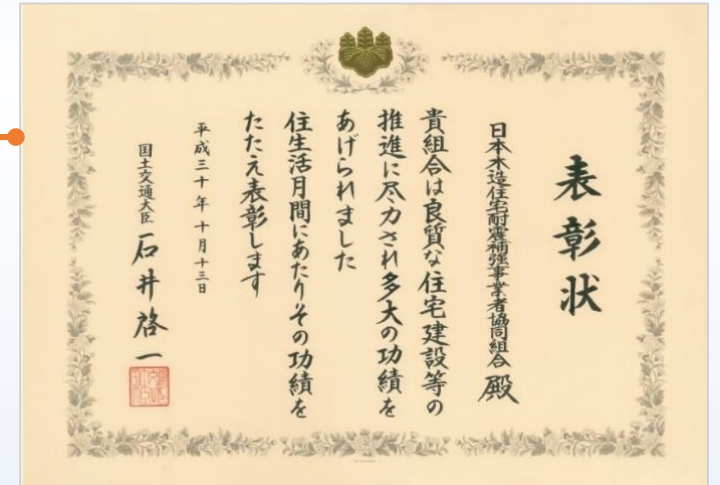 表彰状
日本木造住宅耐震補強事業者協同組合 殿
貴組合は良質な住宅建設等の
推進に尽力され多大の功績を
あげられました
住生活月間にあたりその功績を
たたえ表彰します
平成三十年十月十三日
国土交通大臣 石井啓一